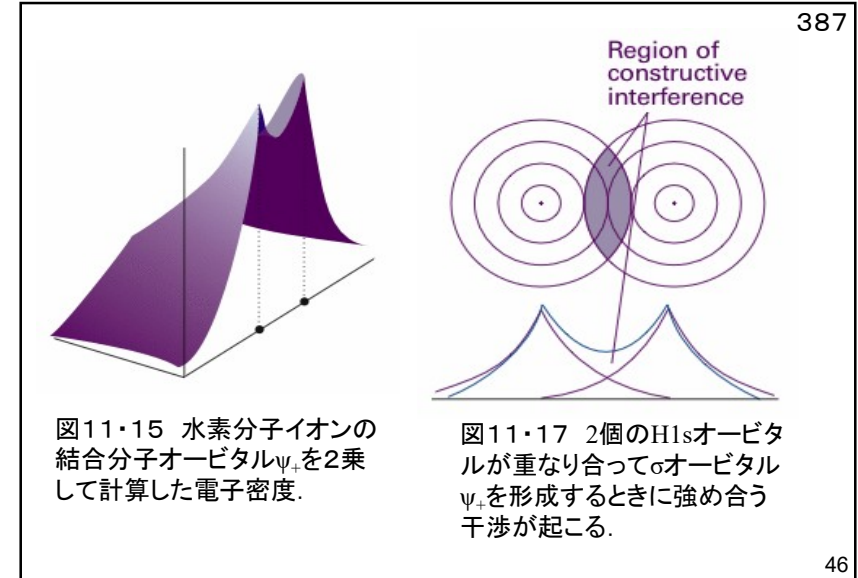 387
Region of
constructive
interference
図11・15 水素分子イオンの
結合分子オービタルψ₊を2乗
して計算した電子密度.
図11・17 2個のH1sオービタ
ルが重なり合ってσオービタル
ψ₊を形成するときに強め合う
干渉が起こる.
46